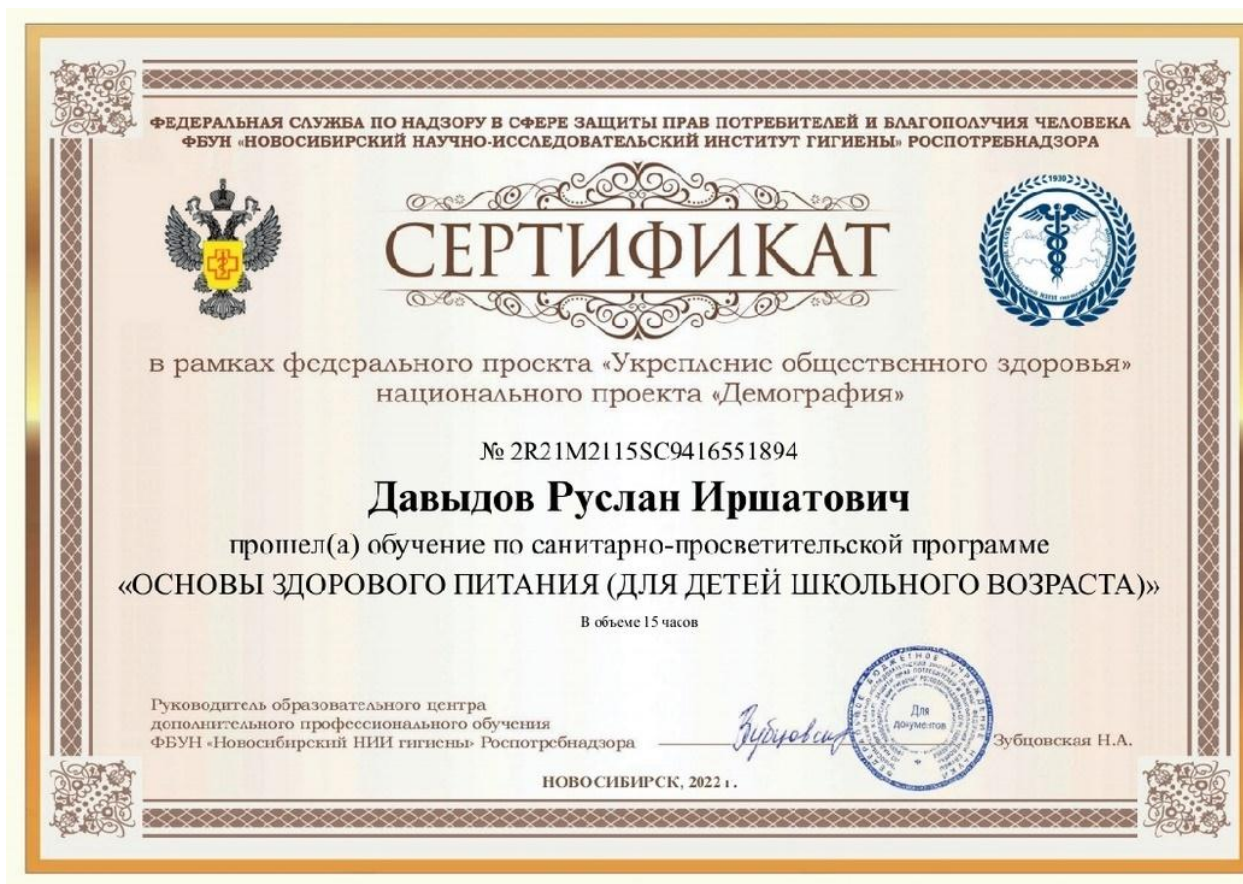 ФЕДЕРАЛЬНАЯ СЛУЖБА ПО НАДЗОРУ В СФЕРЕ ЗАЩИТЫ ПРАВ ПОТРЕБИТЕЛЕЙ И БЛАГОПОЛУЧИЯ ЧЕЛОВЕКА
ФБУН «НОВОСИБИРСКИЙ НАУЧНО-ИССЛЕДОВАТЕЛЬСКИЙ ИНСТИТУТ ГИГИЕНЫ» РОСПОТРЕБНАДЗОРА
1930
СЕРТИФИКАТ
в рамках федерального проекта «Укрепление общественного здоровья»
национального проекта «Демография»
№ 2R21M2115SC9416551894
Давыдов Руслан Иршатович
прошел(а) обучение по санитарно-просветительской программе
«ОСНОВЫ ЗДОРОВОГО ПИТАНИЯ (ДЛЯ ДЕТЕЙ ШКОЛЬНОГО ВОЗРАСТА)»
В объеме 15 часов
Руководитель образовательного центра
дополнительного профессионального обучения
ФБУН «Новосибирский НИИ гигиены» Роспотребнадзора
Зубцовская Н.А.
Для
документов
НОВОСИБИРСК, 2022 г.